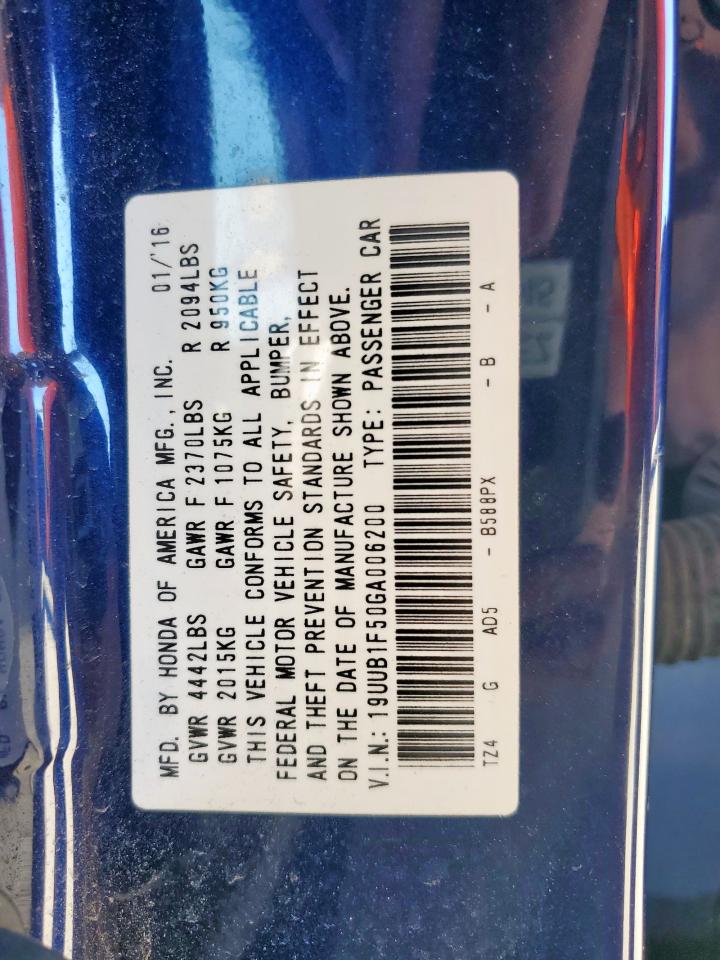 MFD. BY HONDA OF AMERICA MFG., INC. 01/'16
GVWR 4442LBS GAWR F 2370LBS R 2094LBS
GVWR 2015KG GAWR F 1075KG R 950KG
THIS VEHICLE CONFORMS TO ALL APPLICABLE
FEDERAL MOTOR VEHICLE SAFETY, BUMPER,
AND THEFT PREVENTION STANDARDS IN EFFECT
ON THE DATE OF MANUFACTURE SHOWN ABOVE.
V.I.N.: 19UUB1F50GA006200 TYPE: PASSENGER CAR
TZ4 G AD5 - B588PX - B - A